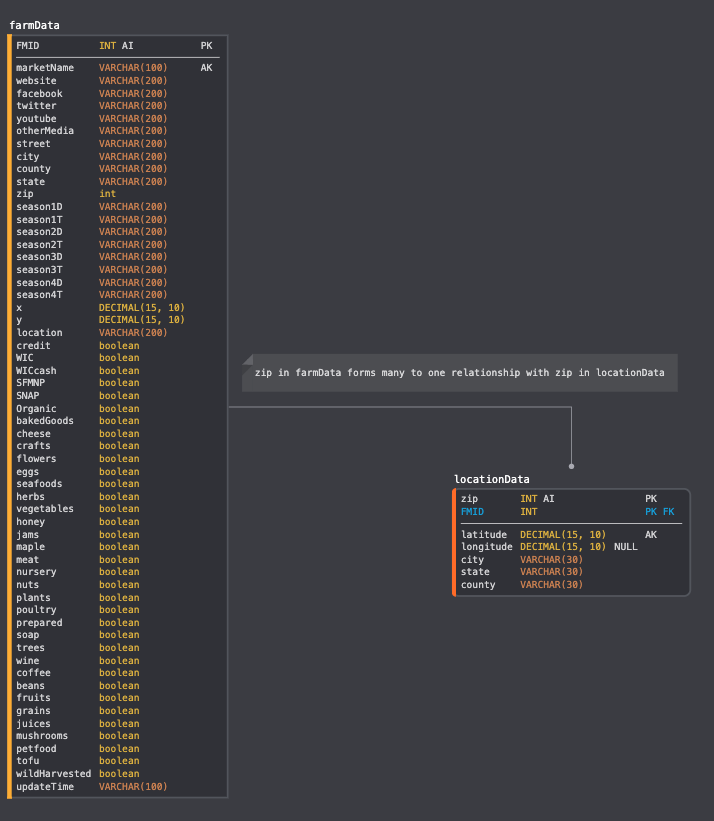 farmData
FMID INT AI PK
marketName VARCHAR(100) AK
website VARCHAR(200)
facebook VARCHAR(200)
twitter VARCHAR(200)
youtube VARCHAR(200)
otherMedia VARCHAR(200)
street VARCHAR(200)
city VARCHAR(200)
county VARCHAR(200)
state VARCHAR(200)
zip int
season1D VARCHAR(200)
season1T VARCHAR(200)
season2D VARCHAR(200)
season2T VARCHAR(200)
season3D VARCHAR(200)
season3T VARCHAR(200)
season4D VARCHAR(200)
season4T VARCHAR(200)
x DECIMAL(15, 10)
y DECIMAL(15, 10)
location VARCHAR(200)
credit boolean
WIC boolean
WICcash boolean
SFMNP boolean
SNAP boolean
Organic boolean
bakedGoods boolean
cheese boolean
crafts boolean
flowers boolean
eggs boolean
seafoods boolean
herbs boolean
vegetables boolean
honey boolean
jams boolean
maple boolean
meat boolean
nursery boolean
nuts boolean
plants boolean
poultry boolean
prepared boolean
soap boolean
trees boolean
wine boolean
coffee boolean
beans boolean
fruits boolean
grains boolean
juices boolean
mushrooms boolean
petfood boolean
tofu boolean
wildHarvested boolean
updateTime VARCHAR(100)
zip in farmData forms many to one relationship with zip in locationData
locationData
zip INT AI PK
FMID INT PK FK
latitude DECIMAL(15, 10) AK
longitude DECIMAL(15, 10) NULL
city VARCHAR(30)
state VARCHAR(30)
county VARCHAR(30)